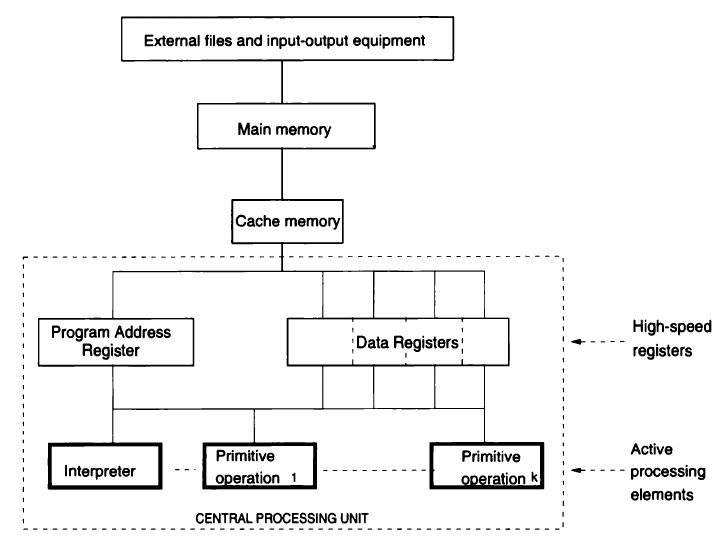 External files and input-output equipment
Main memory
Cache memory
Program Address
Register
Data Registers
High-speed
registers
Interpreter
Primitive
operation 1
Primitive
operation k
Active
processing
elements
CENTRAL PROCESSING UNIT